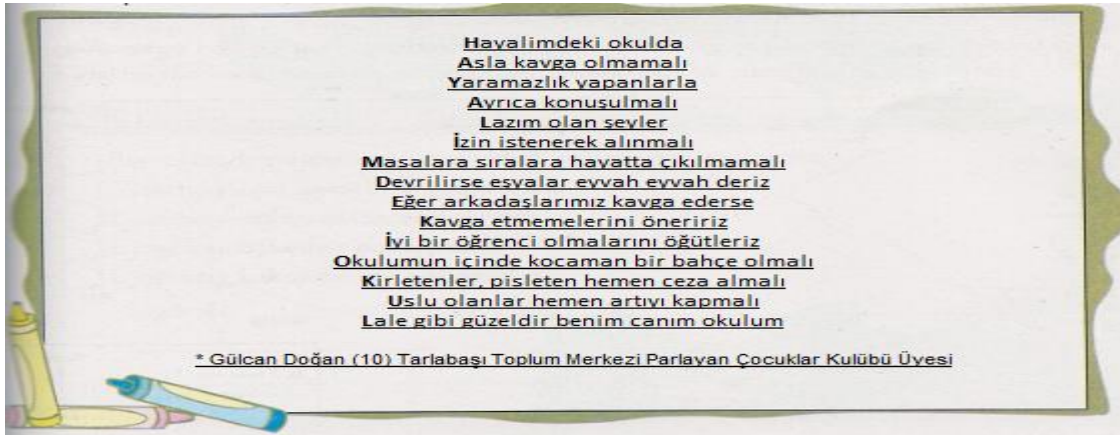 Hayalimdeki okulda
Asla kavga olmamalı
Yaramazlık yapanlarla
Ayrıca konuşulmalı
Lazım olan şeyler
İzin istenerek alınmalı
Masalara sıralara hayatta çıkılmamalı
Devrilirse eşyalar eyvah eyvah deriz
Eğer arkadaşlarımız kavga ederse
Kavga etmemelerini öneririz
İyi bir öğrenci olmalarını öğütleriz
Okulumun içinde kocaman bir bahçe olmalı
Kirletenler, pisleten hemen ceza almalı
Uslu olanlar hemen artıyı kapmalı
Lale gibi güzeldir benim canım okulum
* Gülcan Doğan (10) Tarlabaşı Toplum Merkezi Parlayan Çocuklar Kulübü Üyesi